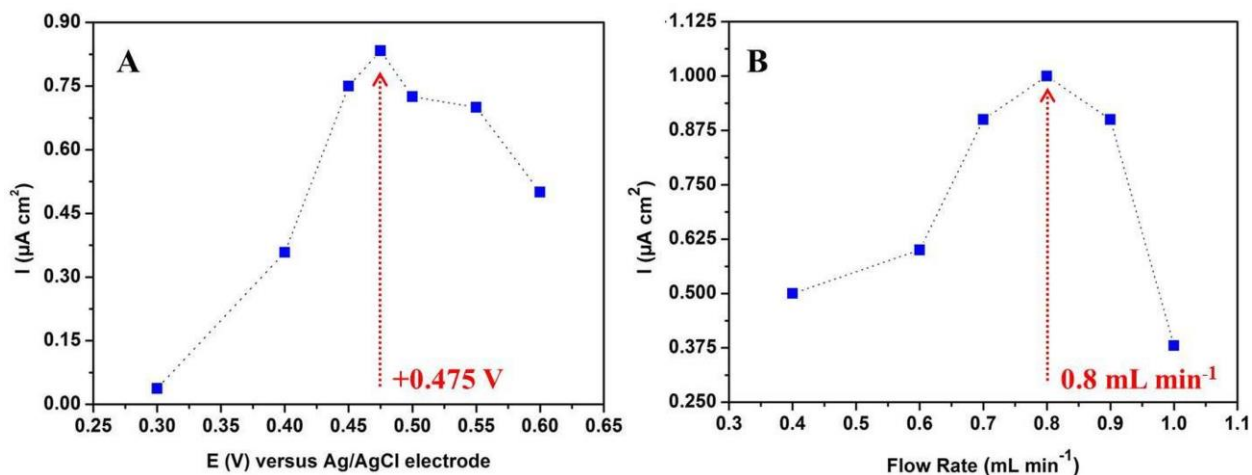 A
I (µA cm²)
0.90
0.75
0.60
0.45
0.30
0.15
0.00
+0.475 V
0.25 0.30 0.35 0.40 0.45 0.50 0.55 0.60 0.65
E (V) versus Ag/AgCl electrode
B
I (µA cm²)
1.125
1.000
0.875
0.750
0.625
0.500
0.375
0.250
0.8 mL min⁻¹
0.3 0.4 0.5 0.6 0.7 0.8 0.9 1.0 1.1
Flow Rate (mL min⁻¹)